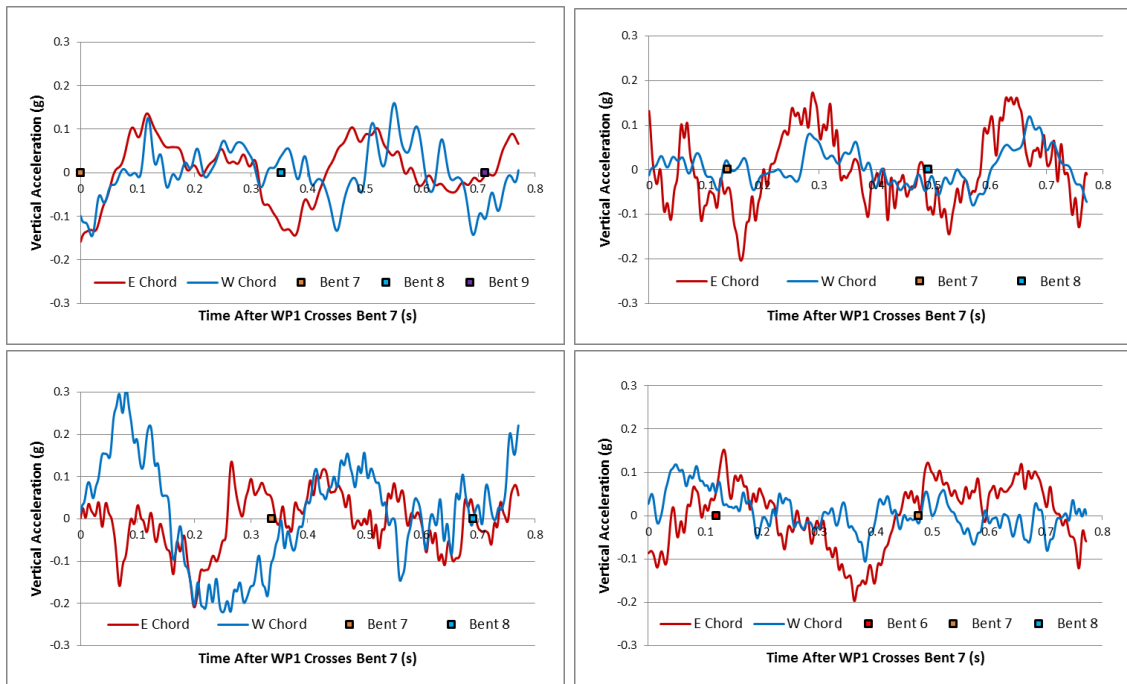 0.3
0.2
0.1
0
-0.1
-0.2
-0.3
0 0.1 0.2 0.3 0.4 0.5 0.6 0.7 0.8
Vertical Acceleration (g)
E Chord W Chord Bent 7 Bent 8 Bent 9
Time After WP1 Crosses Bent 7 (s)
0.3
0.2
0.1
0
-0.1
-0.2
-0.3
0 0.1 0.2 0.3 0.4 0.5 0.6 0.7 0.8
Vertical Acceleration (g)
E Chord W Chord Bent 7 Bent 8
Time After WP1 Crosses Bent 7 (s)
0.3
0.2
0.1
0
-0.1
-0.2
-0.3
0 0.1 0.2 0.3 0.4 0.5 0.6 0.7 0.8
Vertical Acceleration (g)
E Chord W Chord Bent 7 Bent 8
Time After WP1 Crosses Bent 7 (s)
0.3
0.2
0.1
0
-0.1
-0.2
-0.3
0 0.1 0.2 0.3 0.4 0.5 0.6 0.7 0.8
Vertical Acceleration (g)
E Chord W Chord Bent 6 Bent 7 Bent 8
Time After WP1 Crosses Bent 7 (s)